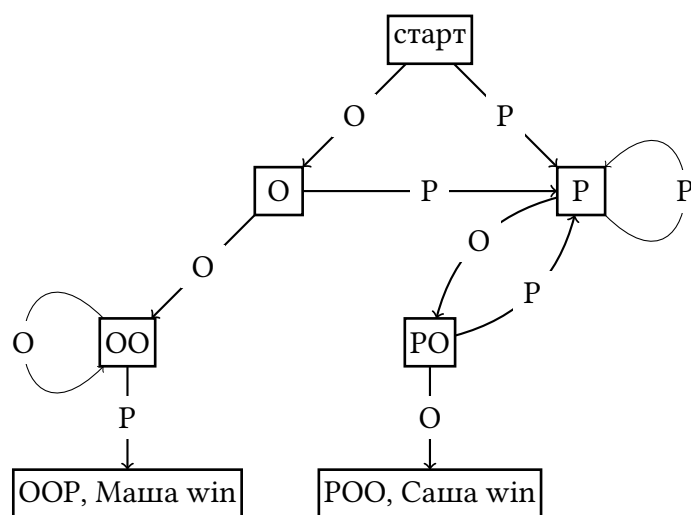 старт
О
Р
О
Р
Р
Р
О
О
Р
О
ОО
РО
Р
О
ООР, Маша win
РОО, Саша win